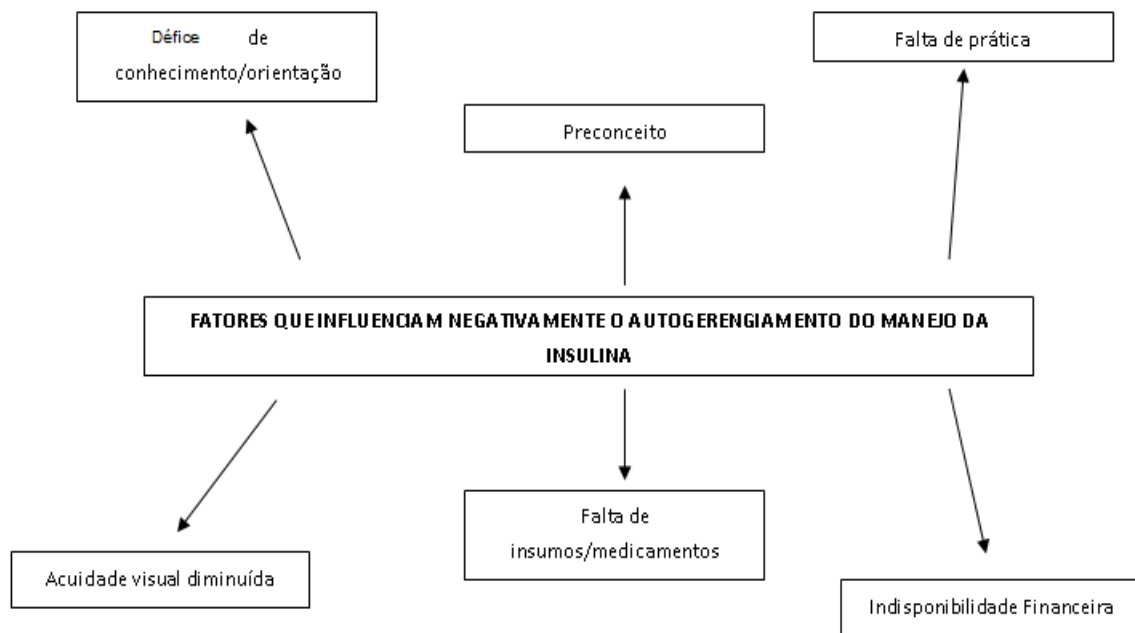 Défice de
conhecimento/orientação
Falta de prática
Preconceito
FATORES QUE INFLUENCIAM NEGATIVAMENTE O AUTOGERENGIAMENTO DO MANEJO DA
INSULINA
Falta de
insumos/medicamentos
Acuidade visual diminuída
Indisponibilidade Financeira